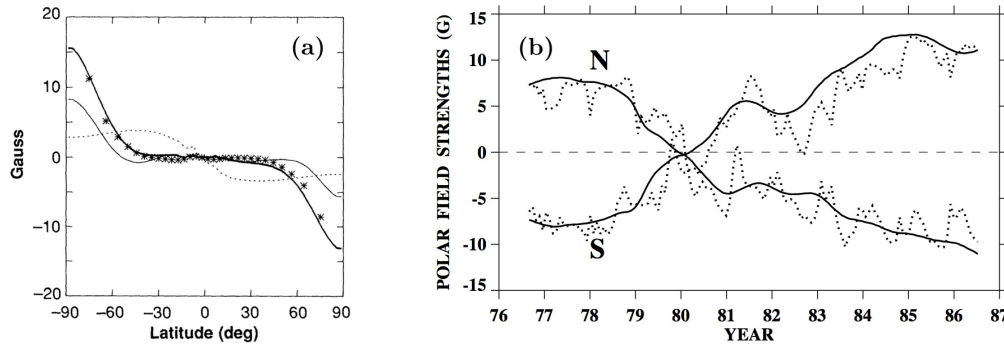 (a)
Gauss
20
10
0
−10
−20
−90 −60 −30 0 30 60 90
Latitude (deg)
(b)
POLAR FIELD STRENGTHS (G)
15
10
5
0
-5
-10
-15
N
S
76 77 78 79 80 81 82 83 84 85 86 87
YEAR